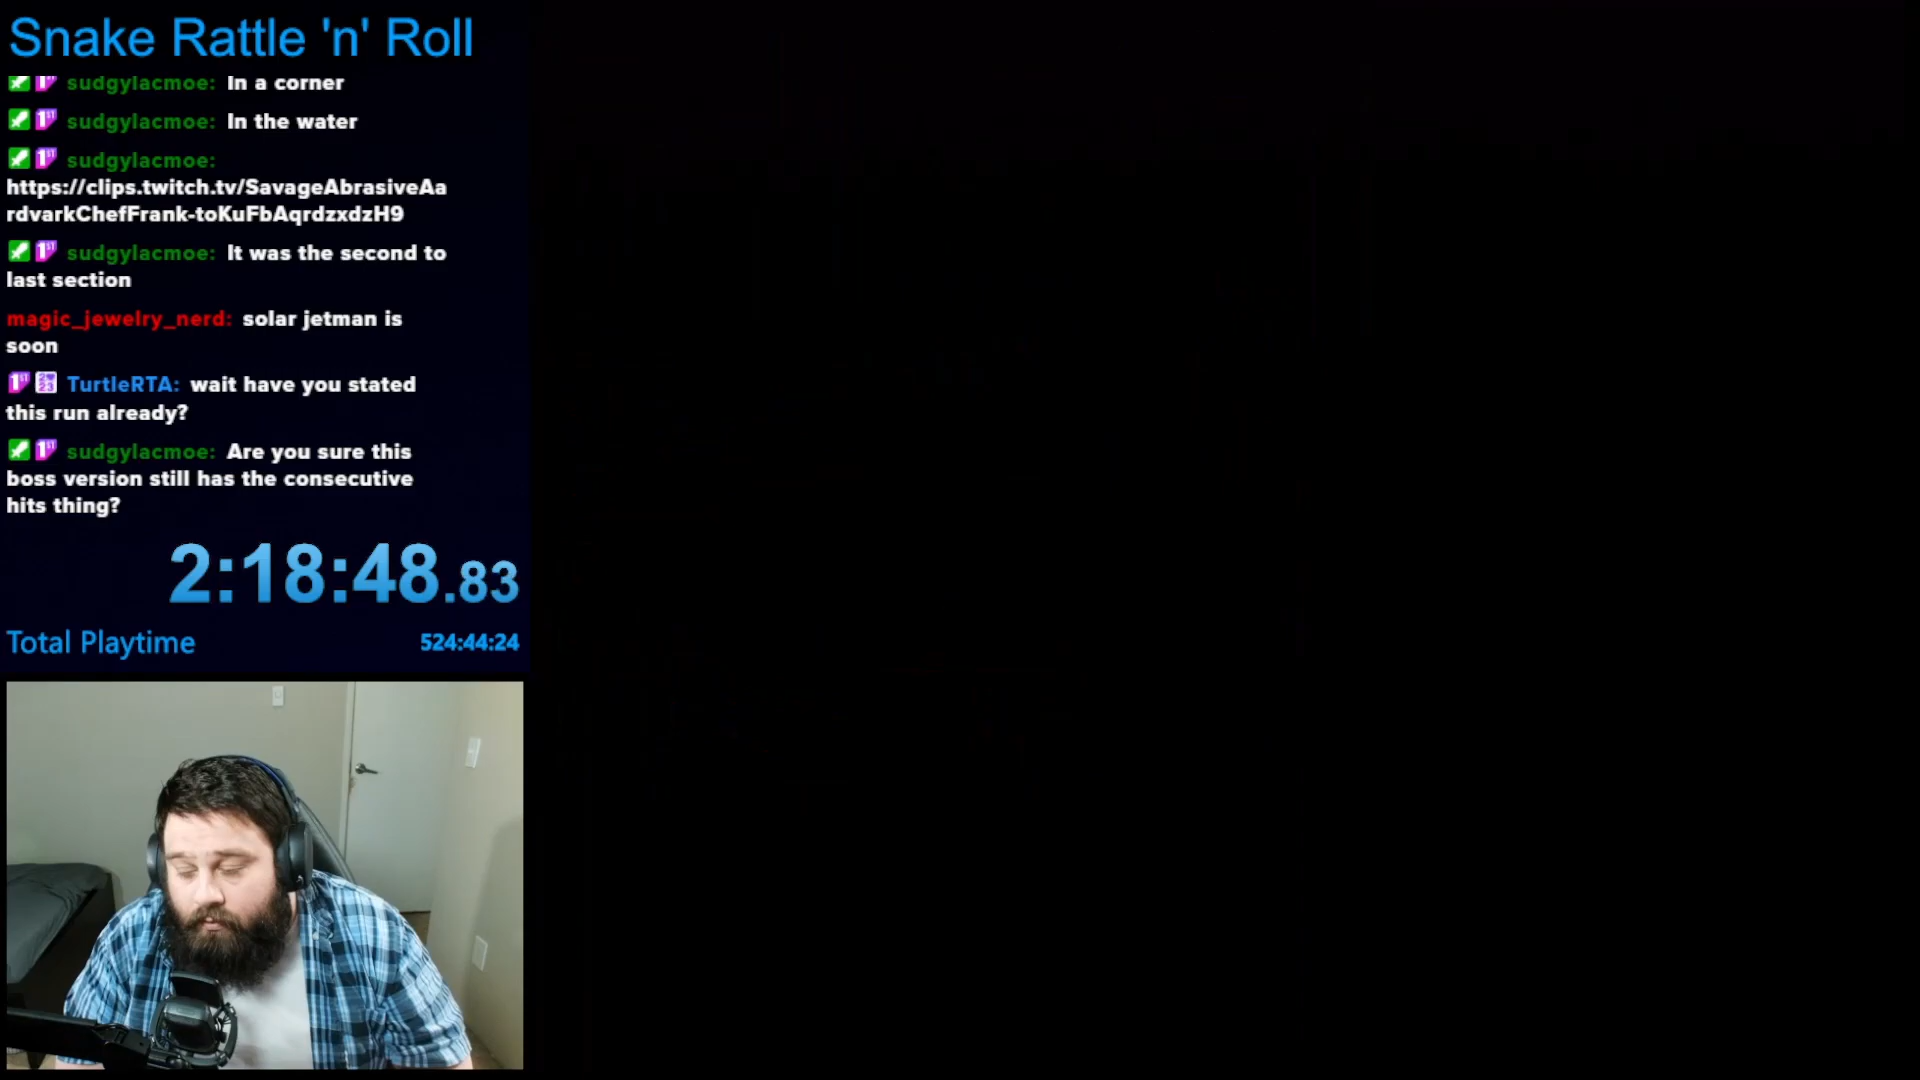 Snake Rattle 'n' Roll
sudgylacmoe: In a corner
sudgylacmoe: In the water
sudgylacmoe:
https://clips.twitch.tv/SavageAbrasiveAa
rdvarkChefFrank-toKuFbAqrdzxdzH9
sudgylacmoe: It was the second to
last section
magic_jewelry_nerd: solar jetman is
soon
TurtleRTA: wait have you stated
this run already?
sudgylacmoe: Are you sure this
boss version still has the consecutive
hits thing?
2:18:48.83
Total Playtime 524:44:24